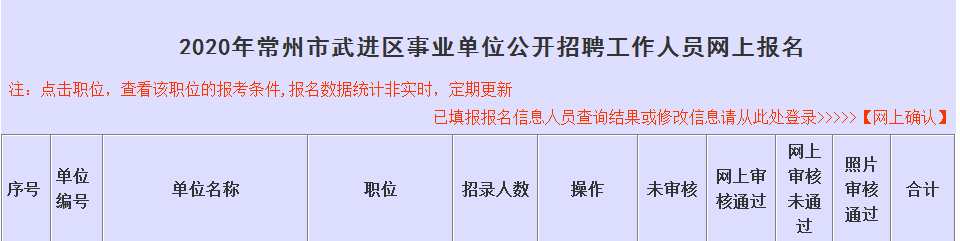 2020年常州市武进区事业单位公开招聘工作人员网上报名
注：点击职位，查看该职位的报考条件,报名数据统计非实时，定期更新
已填报报名信息人员查询结果或修改信息请从此处登录>>>>>【网上确认】
序号 单位编号 单位名称 职位 招录人数 操作 未审核 网上审核通过 网上审核未通过 照片审核通过 合计